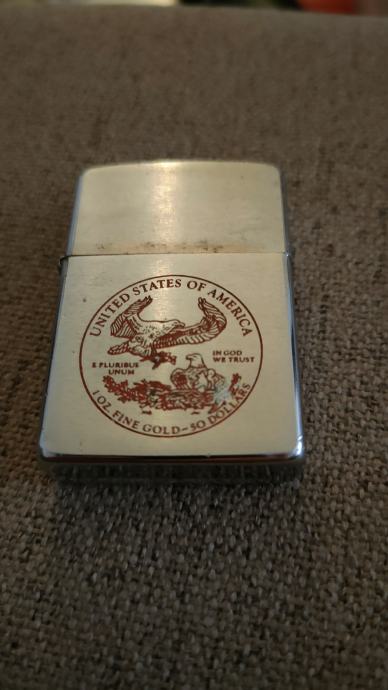 UNITED STATES OF AMERICA
E PLURIBUS
UNUM
IN GOD
WE TRUST
1 OZ. FINE GOLD~50 DOLLARS